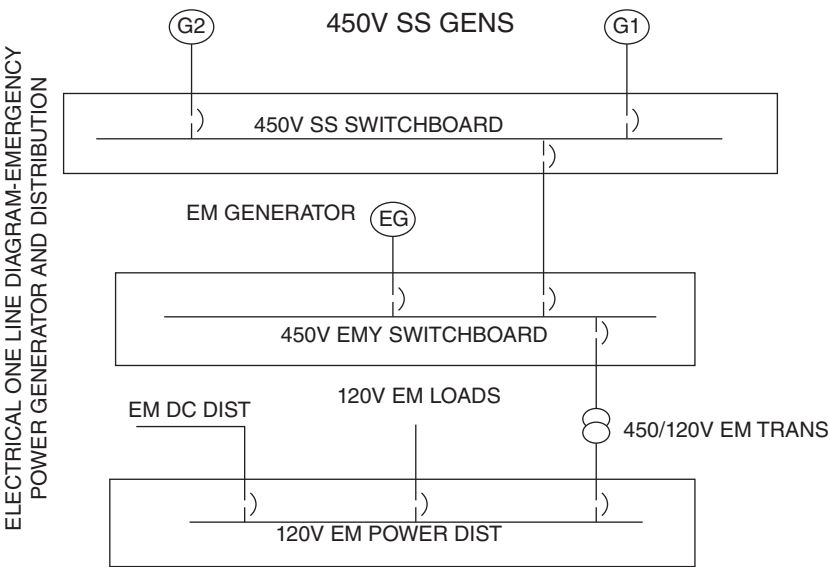 ELECTRICAL ONE LINE DIAGRAM-EMERGENCY
POWER GENERATOR AND DISTRIBUTION
G2
450V SS GENS
G1
450V SS SWITCHBOARD
EM GENERATOR
EG
450V EMY SWITCHBOARD
EM DC DIST
120V EM LOADS
450/120V EM TRANS
120V EM POWER DIST